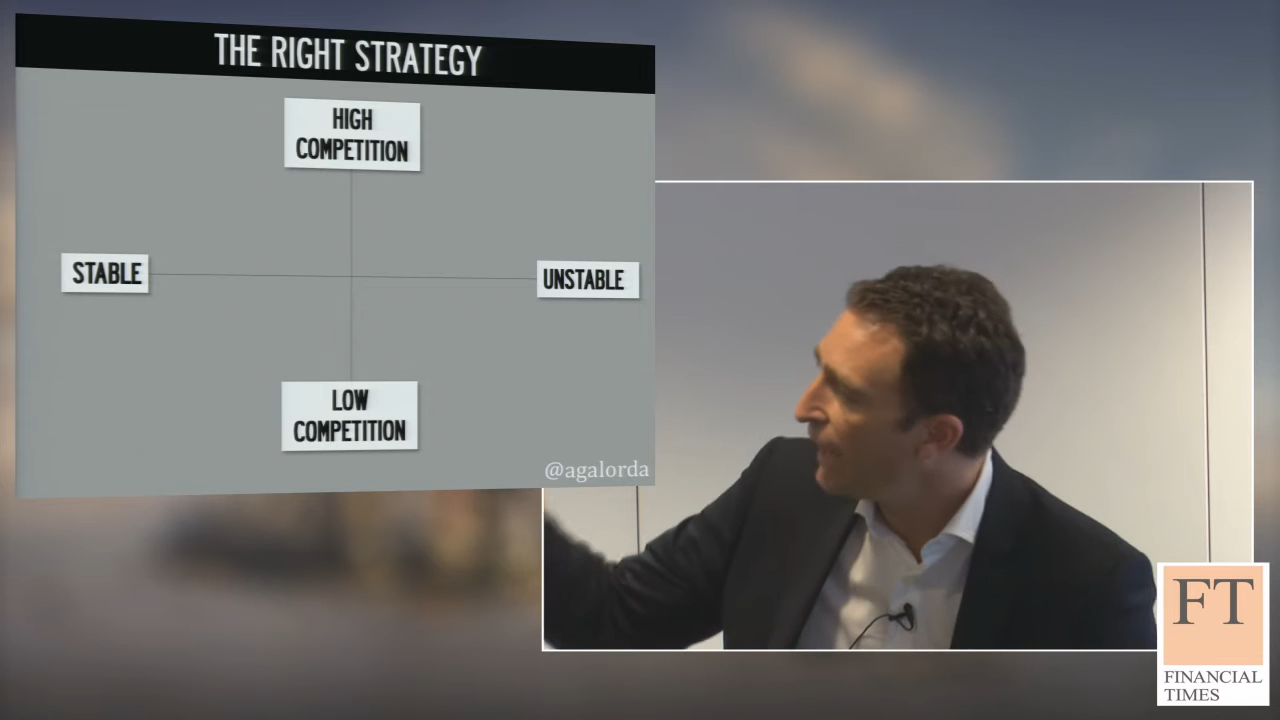 THE RIGHT STRATEGY
HIGH
COMPETITION
STABLE
UNSTABLE
LOW
COMPETITION
@agalorda
FT
FINANCIAL
TIMES